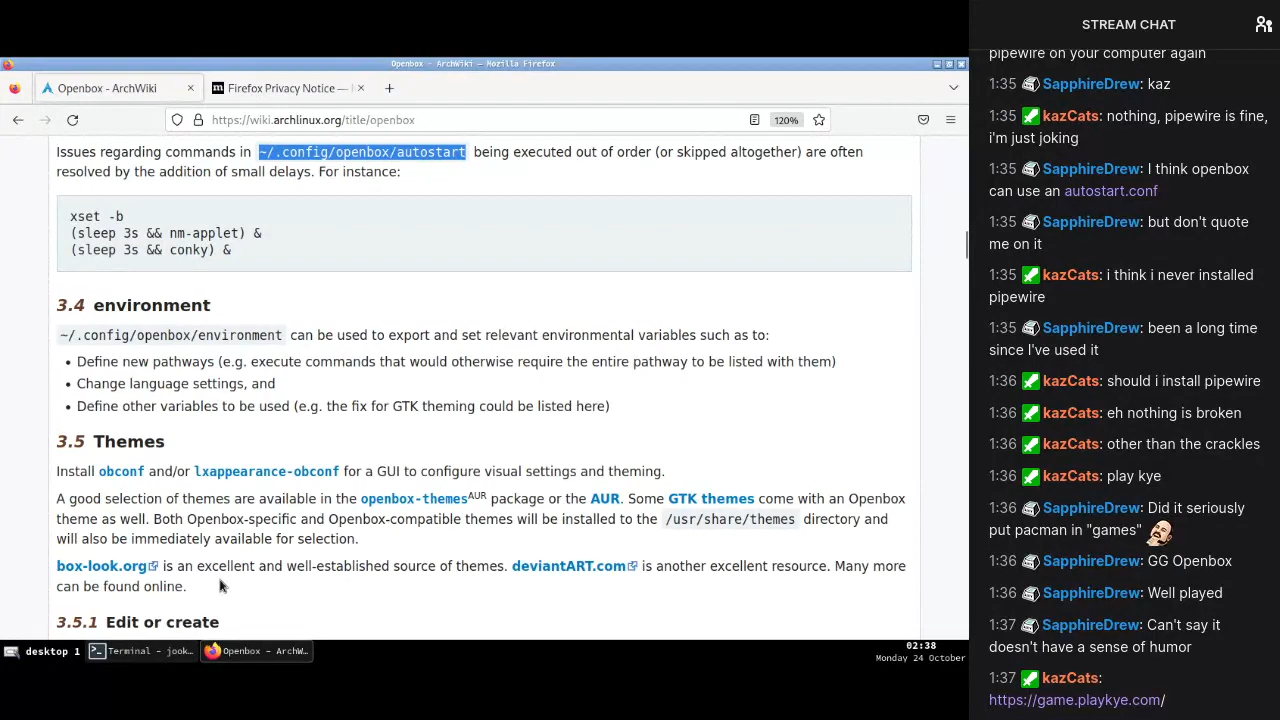 Openbox - ArchWiki — Mozilla Firefox
Openbox - ArchWiki
Firefox Privacy Notice —
https://wiki.archlinux.org/title/openbox
120%
Issues regarding commands in ~/.config/openbox/autostart being executed out of order (or skipped altogether) are often
resolved by the addition of small delays. For instance:
xset -b
(sleep 3s && nm-applet) &
(sleep 3s && conky) &
3.4 environment
~/.config/openbox/environment can be used to export and set relevant environmental variables such as to:
• Define new pathways (e.g. execute commands that would otherwise require the entire pathway to be listed with them)
• Change language settings, and
• Define other variables to be used (e.g. the fix for GTK theming could be listed here)
3.5 Themes
Install obconf and/or lxappearance-obconf for a GUI to configure visual settings and theming.
A good selection of themes are available in the openbox-themesAUR package or the AUR. Some GTK themes come with an Openbox
theme as well. Both Openbox-specific and Openbox-compatible themes will be installed to the /usr/share/themes directory and
will also be immediately available for selection.
box-look.org is an excellent and well-established source of themes. deviantART.com is another excellent resource. Many more
can be found online.
3.5.1 Edit or create
desktop 1
Terminal - jook...
Openbox - ArchW...
02:38
Monday 24 October
STREAM CHAT
pipewire on your computer again
1:35 SapphireDrew: kaz
1:35 kazCats: nothing, pipewire is fine,
i'm just joking
1:35 SapphireDrew: I think openbox
can use an autostart.conf
1:35 SapphireDrew: but don't quote
me on it
1:35 kazCats: i think i never installed
pipewire
1:35 SapphireDrew: been a long time
since I've used it
1:36 kazCats: should i install pipewire
1:36 kazCats: eh nothing is broken
1:36 kazCats: other than the crackles
1:36 kazCats: play kye
1:36 SapphireDrew: Did it seriously
put pacman in "games"
1:36 SapphireDrew: GG Openbox
1:36 SapphireDrew: Well played
1:37 SapphireDrew: Can't say it
doesn't have a sense of humor
1:37 kazCats:
https://game.playkye.com/